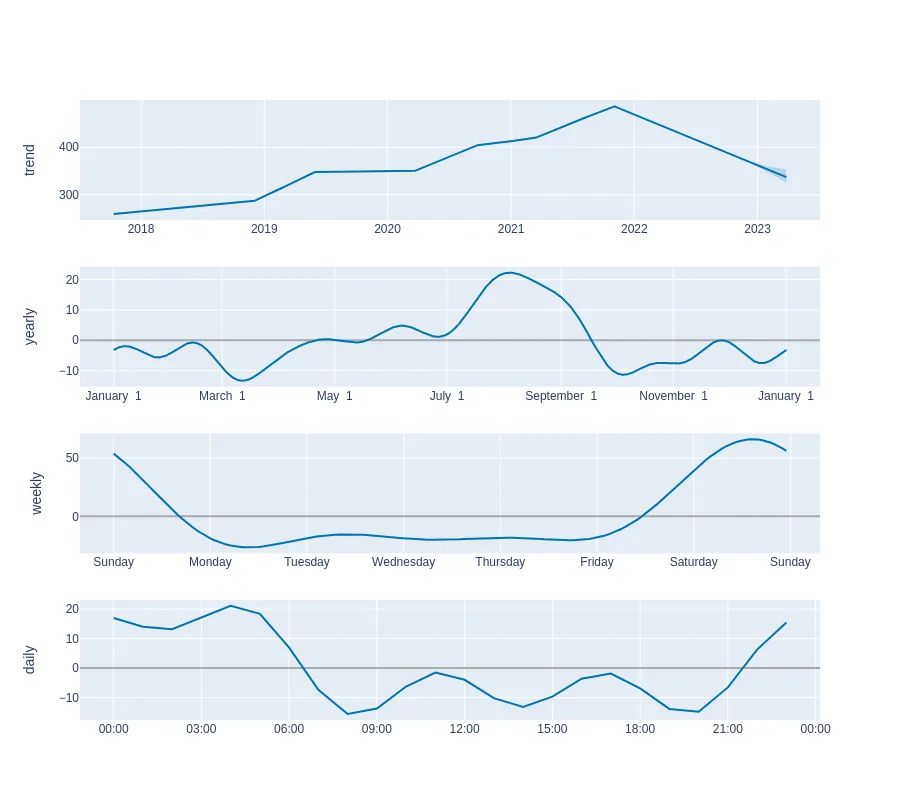 trend
400
300
2018 2019 2020 2021 2022 2023
yearly
20
10
0
−10
January 1 March 1 May 1 July 1 September 1 November 1 January 1
weekly
50
0
Sunday Monday Tuesday Wednesday Thursday Friday Saturday Sunday
daily
20
10
0
−10
00:00 03:00 06:00 09:00 12:00 15:00 18:00 21:00 00:00